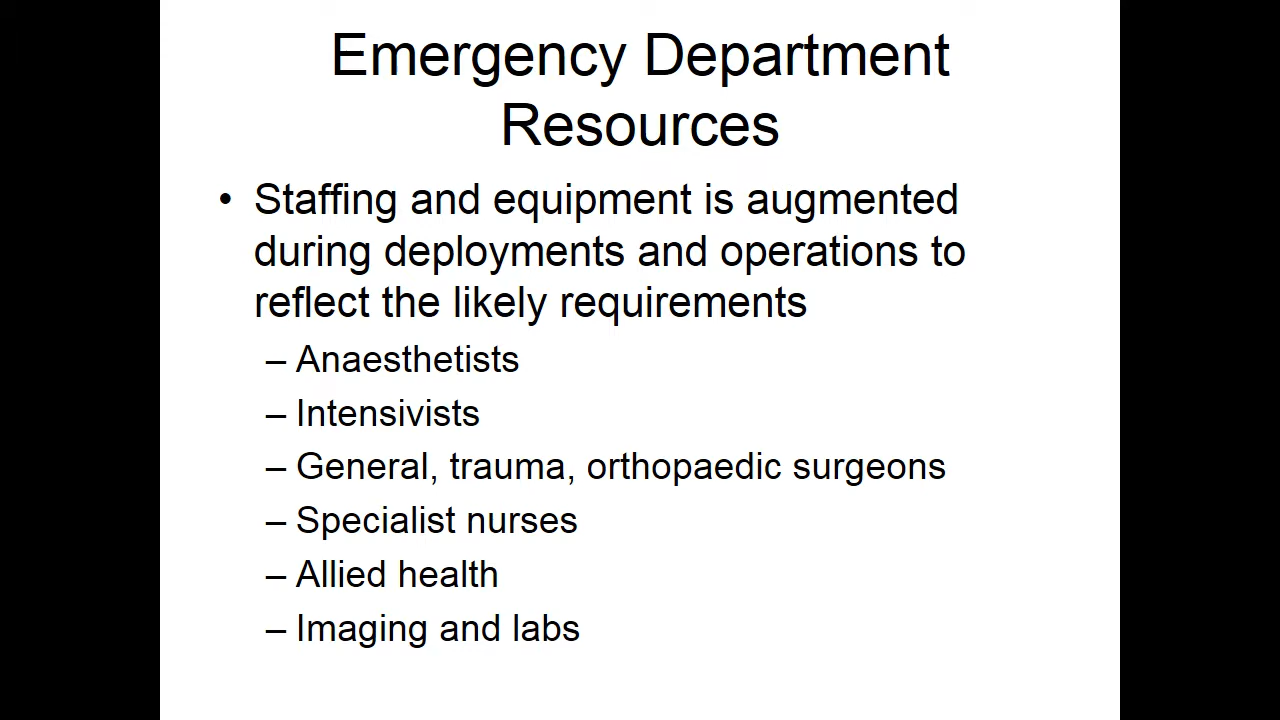 Emergency Department
Resources
• Staffing and equipment is augmented
during deployments and operations to
reflect the likely requirements
– Anaesthetists
– Intensivists
– General, trauma, orthopaedic surgeons
– Specialist nurses
– Allied health
– Imaging and labs